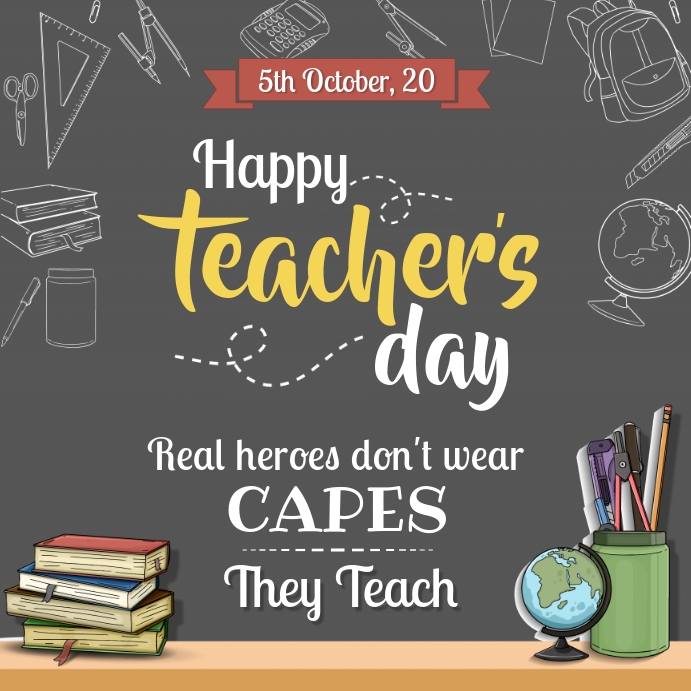 5th October, 20
Happy
teacher's
day
Real heroes don't wear
CAPES
They Teach